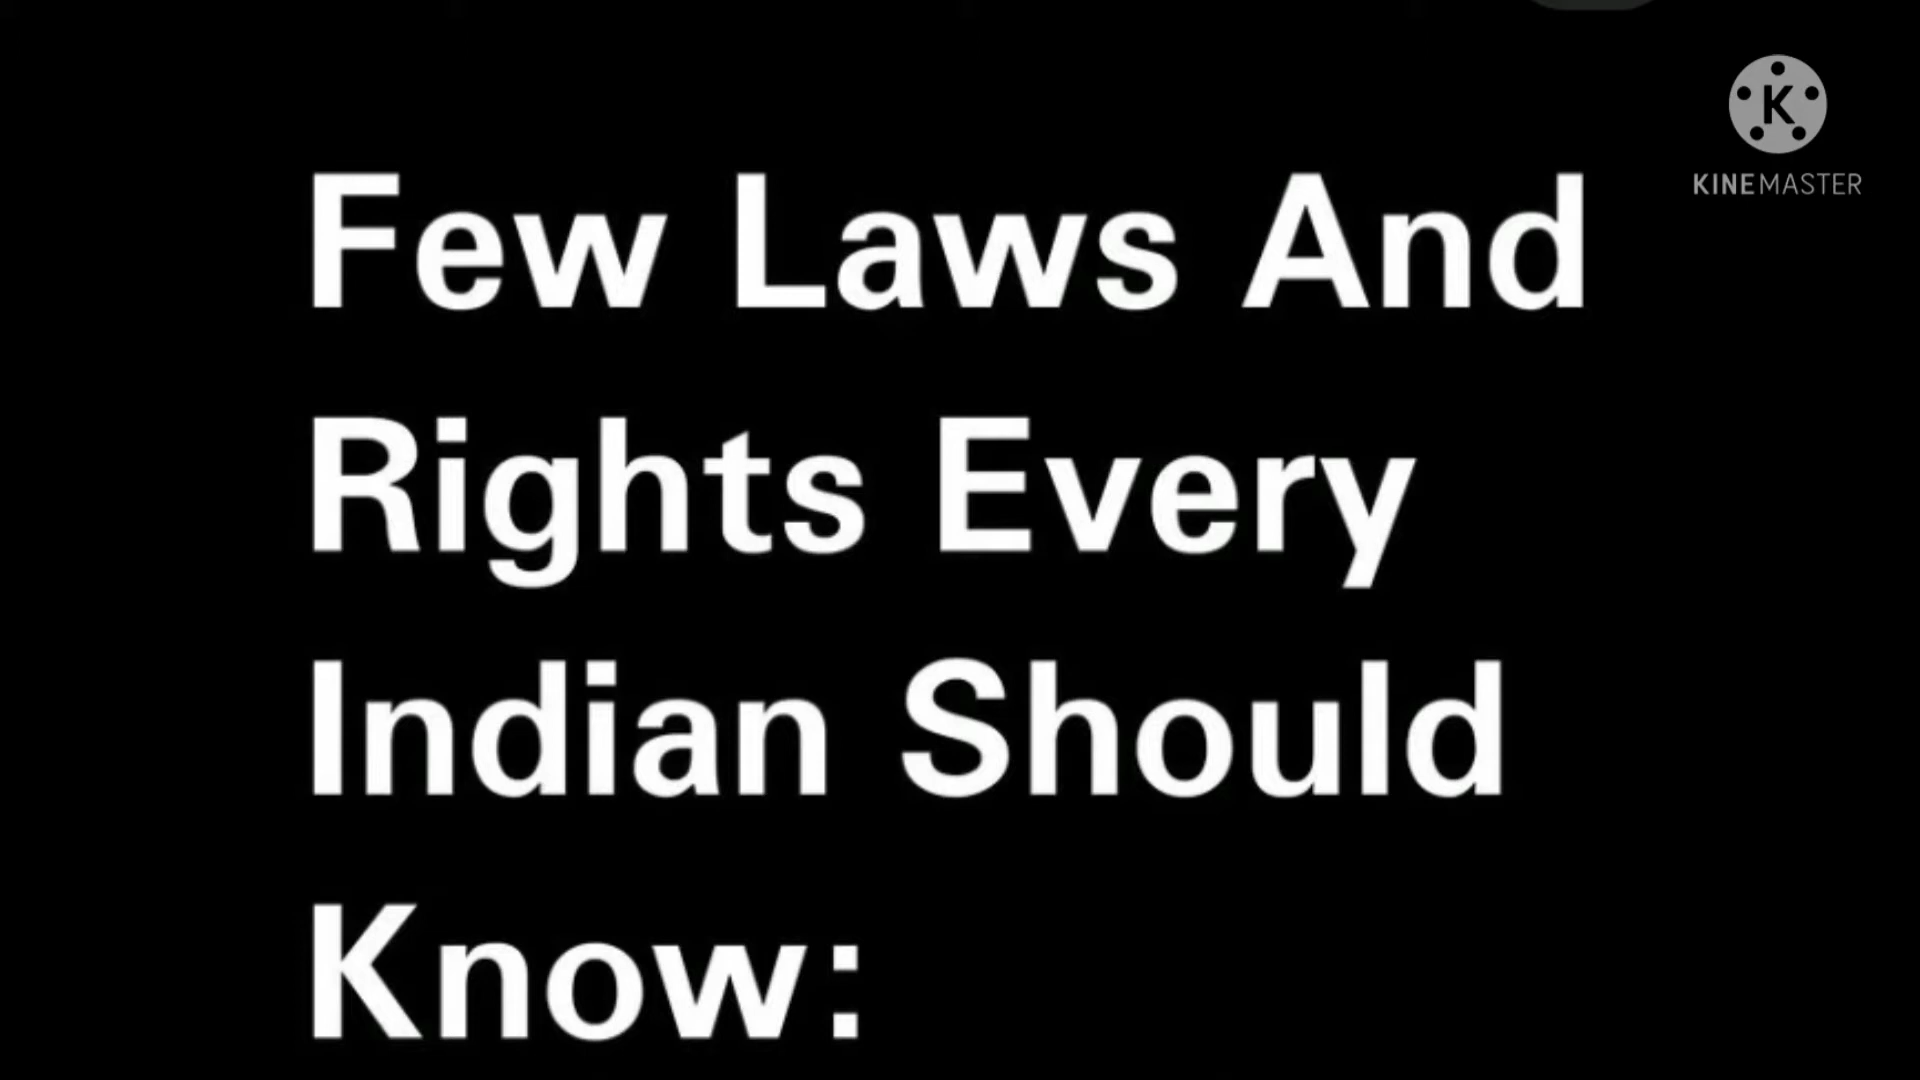 K
KINEMASTER
Few Laws And
Rights Every
Indian Should
Know: